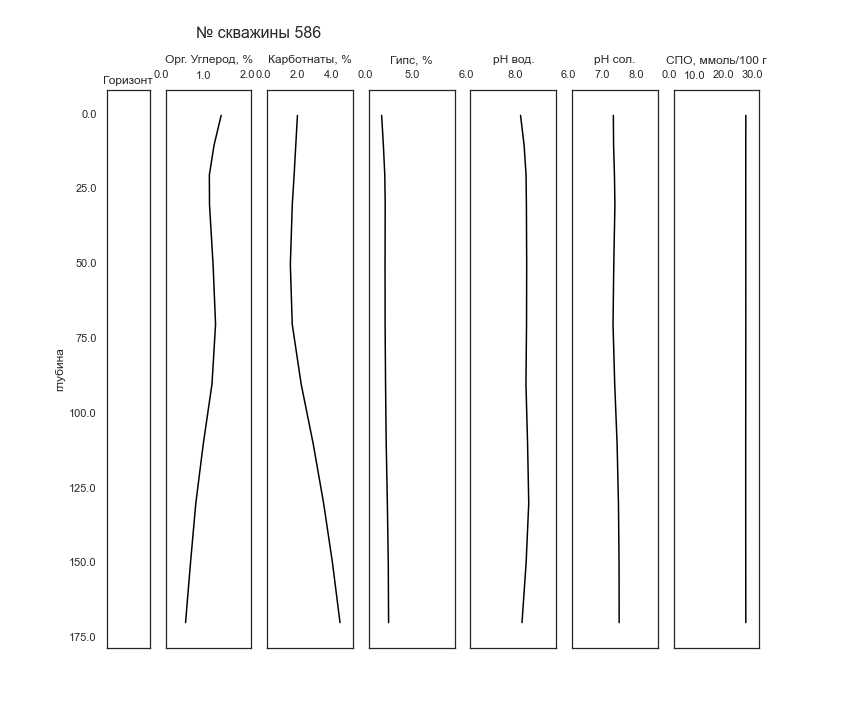 № скважины 586
Горизонт
Орг. Углерод, %
0.0 1.0 2.0
Карботнаты, %
0.0 2.0 4.0
Гипс, %
0.0 5.0
pH вод.
6.0 8.0
pH сол.
6.0 7.0 8.0
СПО, ммоль/100 г
0.0 10.0 20.0 30.0
глубина
0.0
25.0
50.0
75.0
100.0
125.0
150.0
175.0